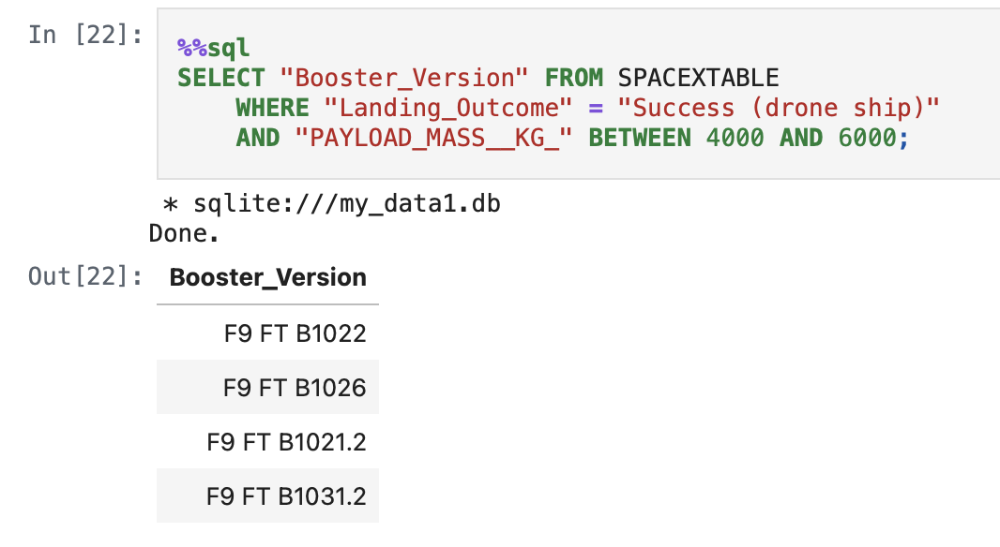 In [22]:
%%sql
SELECT "Booster_Version" FROM SPACEXTABLE
    WHERE "Landing_Outcome" = "Success (drone ship)"
    AND "PAYLOAD_MASS__KG_" BETWEEN 4000 AND 6000;
* sqlite:///my_data1.db
Done.
Out[22]:
Booster_Version
F9 FT B1022
F9 FT B1026
F9 FT B1021.2
F9 FT B1031.2